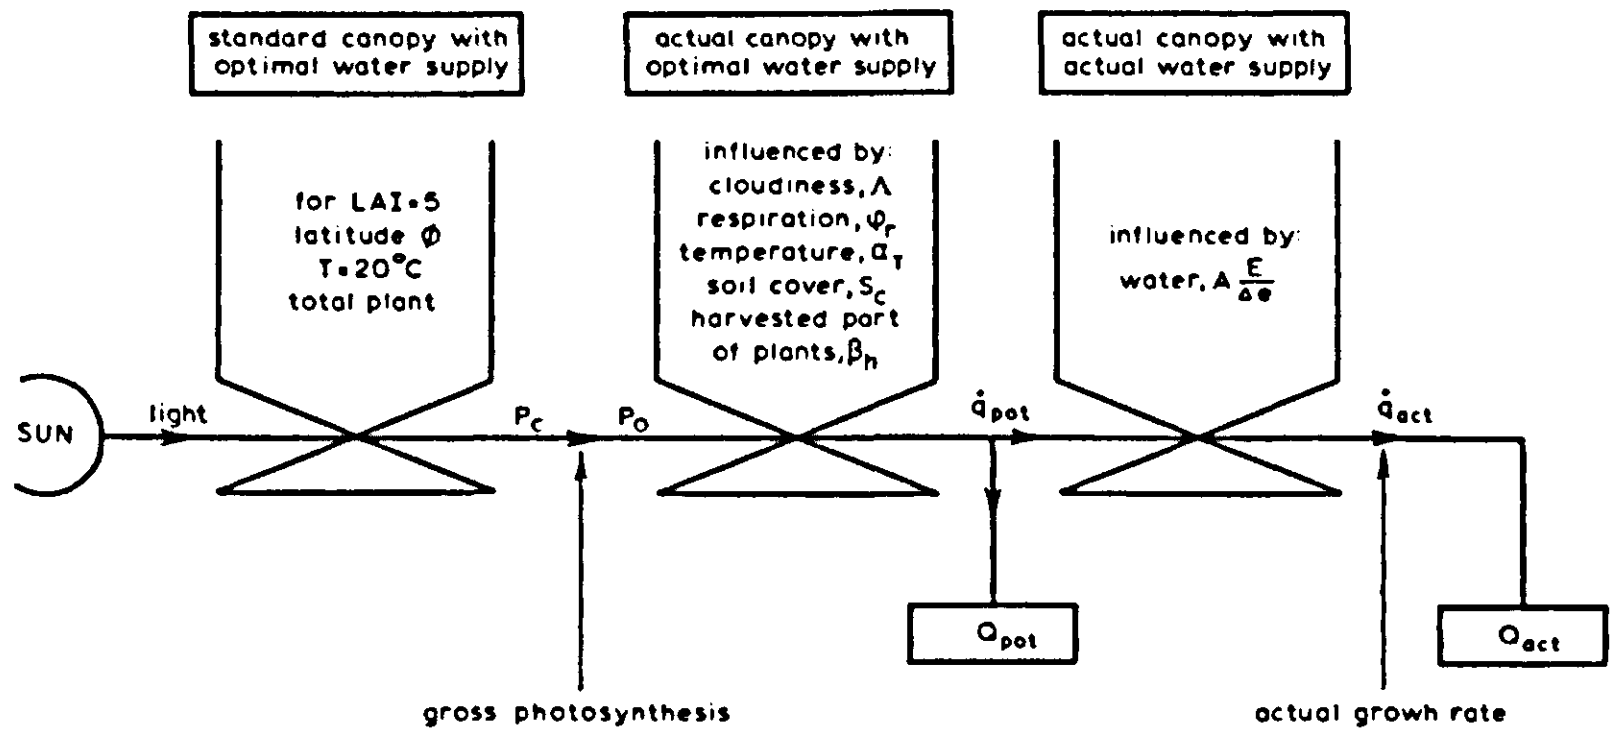 standard canopy with
optimal water supply
actual canopy with
optimal water supply
actual canopy with
actual water supply
for LAI=5
latitude ϕ
T=20°C
total plant
influenced by:
cloudiness, Λ
respiration, φr
temperature, αT
soil cover, Sc
harvested part
of plants, βh
influenced by:
water, A E/Δe
SUN
light
Pc
Po
q̇pot
q̇act
Qpot
Qact
gross photosynthesis
actual growh rate